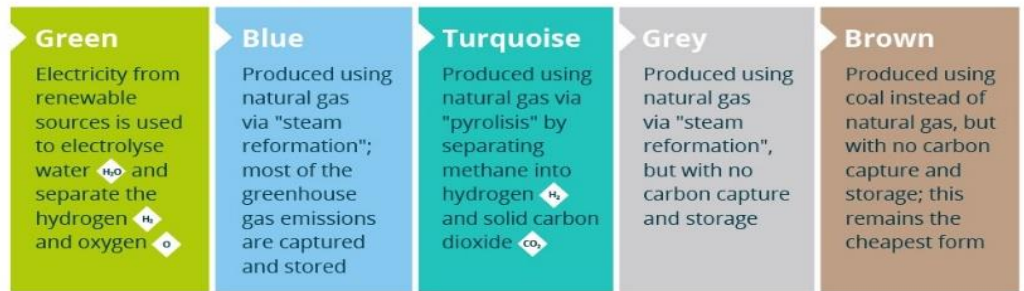 Green
Electricity from
renewable
sources is used
to electrolyse
water H₂O and
separate the
hydrogen H₂
and oxygen O
Blue
Produced using
natural gas
via "steam
reformation";
most of the
greenhouse
gas emissions
are captured
and stored
Turquoise
Produced using
natural gas via
"pyrolisis" by
separating
methane into
hydrogen H₂
and solid carbon
dioxide CO₂
Grey
Produced using
natural gas
via "steam
reformation",
but with no
carbon capture
and storage
Brown
Produced using
coal instead of
natural gas, but
with no carbon
capture and
storage; this
remains the
cheapest form